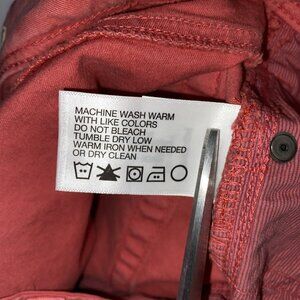 MACHINE WASH WARM
WITH LIKE COLORS
DO NOT BLEACH
TUMBLE DRY LOW
WARM IRON WHEN NEEDED
OR DRY CLEAN